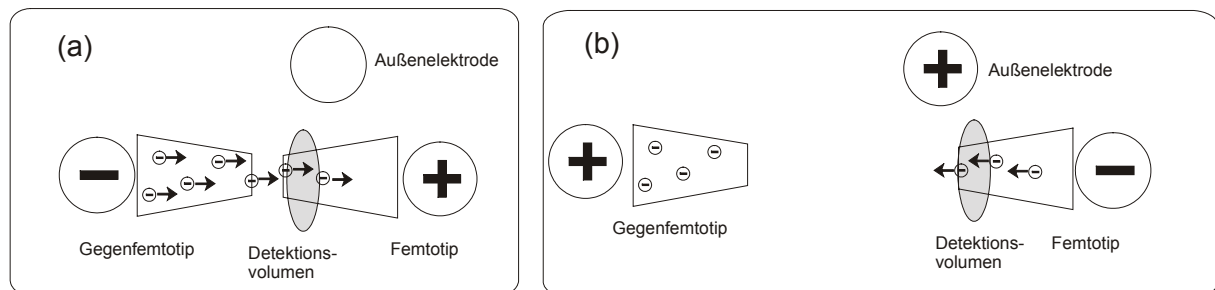 (a)
Außenelektrode
−
+
Gegenfemtotip
Detektions-
volumen
Femtotip
(b)
+
Außenelektrode
+
−
Gegenfemtotip
Detektions-
volumen
Femtotip